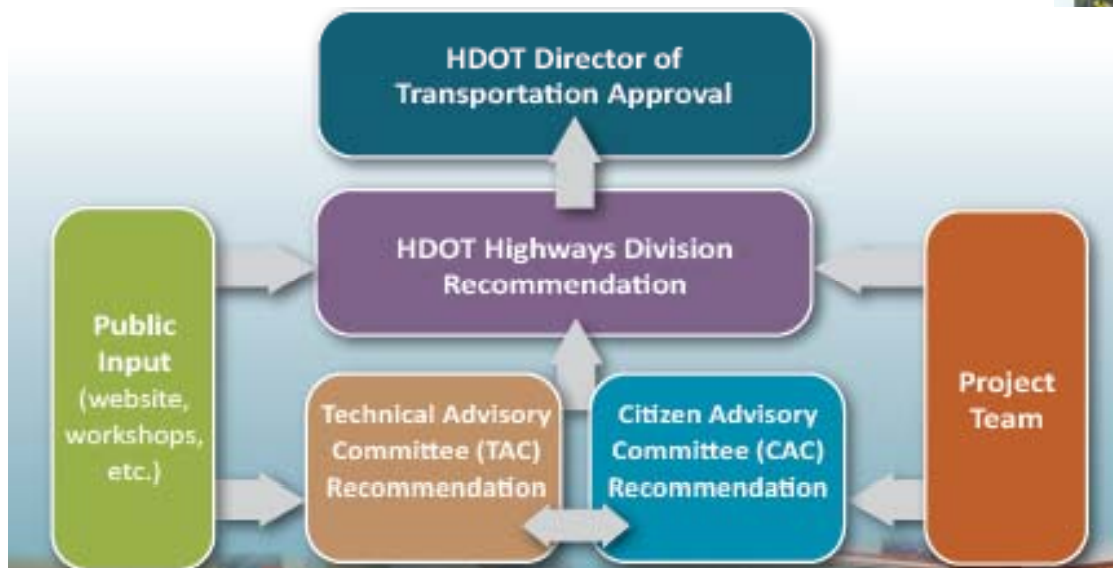 HDOT Director of
Transportation Approval
HDOT Highways Division
Recommendation
Public
Input
(website,
workshops,
etc.)
Technical Advisory
Committee (TAC)
Recommendation
Citizen Advisory
Committee (CAC)
Recommendation
Project
Team